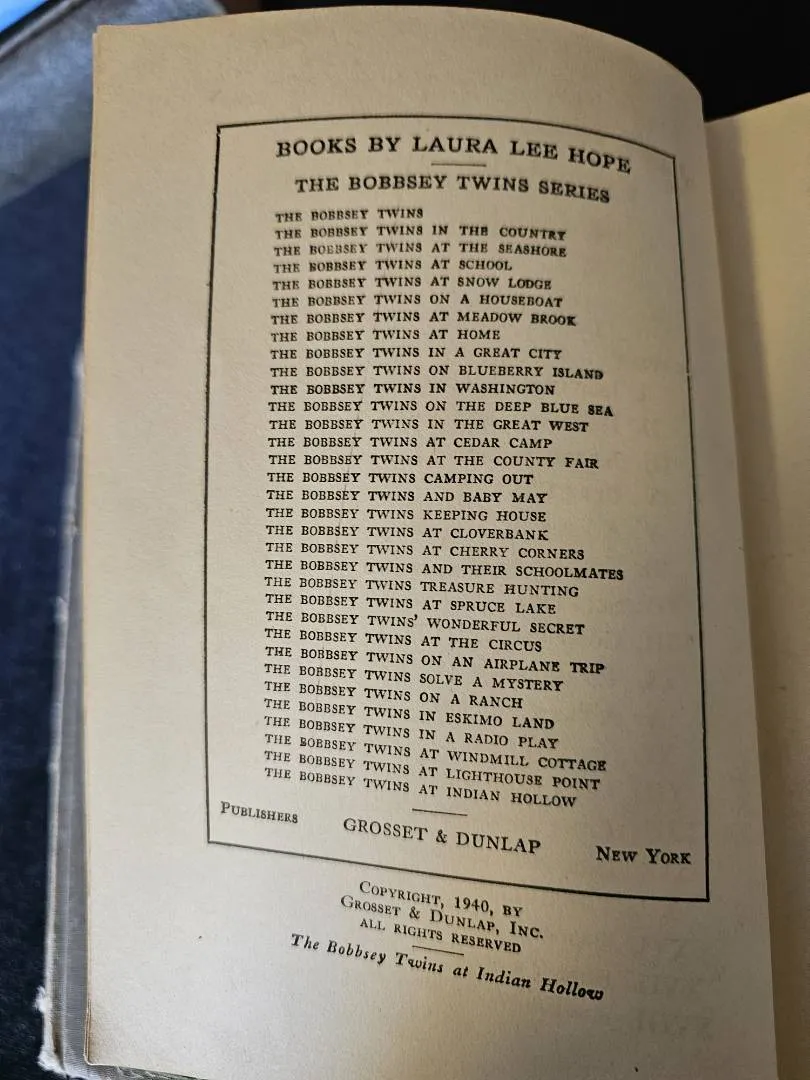 BOOKS BY LAURA LEE HOPE
THE BOBBSEY TWINS SERIES
THE BOBBSEY TWINS
THE BOBBSEY TWINS IN THE COUNTRY
THE BOBBSEY TWINS AT THE SEASHORE
THE BOBBSEY TWINS AT SCHOOL
THE BOBBSEY TWINS AT SNOW LODGE
THE BOBBSEY TWINS ON A HOUSEBOAT
THE BOBBSEY TWINS AT MEADOW BROOK
THE BOBBSEY TWINS AT HOME
THE BOBBSEY TWINS IN A GREAT CITY
THE BOBBSEY TWINS ON BLUEBERRY ISLAND
THE BOBBSEY TWINS IN WASHINGTON
THE BOBBSEY TWINS ON THE DEEP BLUE SEA
THE BOBBSEY TWINS IN THE GREAT WEST
THE BOBBSEY TWINS AT CEDAR CAMP
THE BOBBSEY TWINS AT THE COUNTY FAIR
THE BOBBSEY TWINS CAMPING OUT
THE BOBBSEY TWINS AND BABY MAY
THE BOBBSEY TWINS KEEPING HOUSE
THE BOBBSEY TWINS AT CLOVERBANK
THE BOBBSEY TWINS AT CHERRY CORNERS
THE BOBBSEY TWINS AND THEIR SCHOOLMATES
THE BOBBSEY TWINS TREASURE HUNTING
THE BOBBSEY TWINS AT SPRUCE LAKE
THE BOBBSEY TWINS' WONDERFUL SECRET
THE BOBBSEY TWINS AT THE CIRCUS
THE BOBBSEY TWINS ON AN AIRPLANE TRIP
THE BOBBSEY TWINS SOLVE A MYSTERY
THE BOBBSEY TWINS ON A RANCH
THE BOBBSEY TWINS IN ESKIMO LAND
THE BOBBSEY TWINS IN A RADIO PLAY
THE BOBBSEY TWINS AT WINDMILL COTTAGE
THE BOBBSEY TWINS AT LIGHTHOUSE POINT
THE BOBBSEY TWINS AT INDIAN HOLLOW
PUBLISHERS GROSSET & DUNLAP NEW YORK
COPYRIGHT, 1940, BY
GROSSET & DUNLAP, INC.
ALL RIGHTS RESERVED
The Bobbsey Twins at Indian Hollow